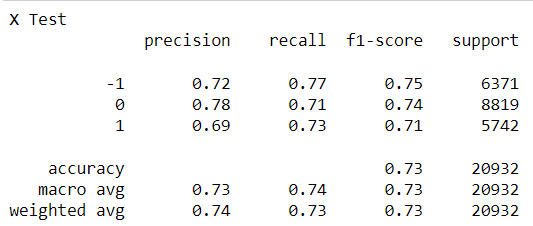 X Test
precision recall f1-score support
-1 0.72 0.77 0.75 6371
0 0.78 0.71 0.74 8819
1 0.69 0.73 0.71 5742
accuracy 0.73 20932
macro avg 0.73 0.74 0.73 20932
weighted avg 0.74 0.73 0.73 20932